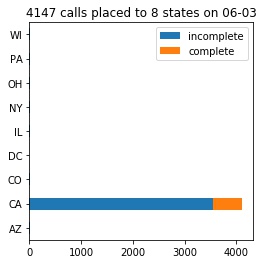 4147 calls placed to 8 states on 06-03
incomplete
complete
WI
PA
OH
NY
IL
DC
CO
CA
AZ
0 1000 2000 3000 4000